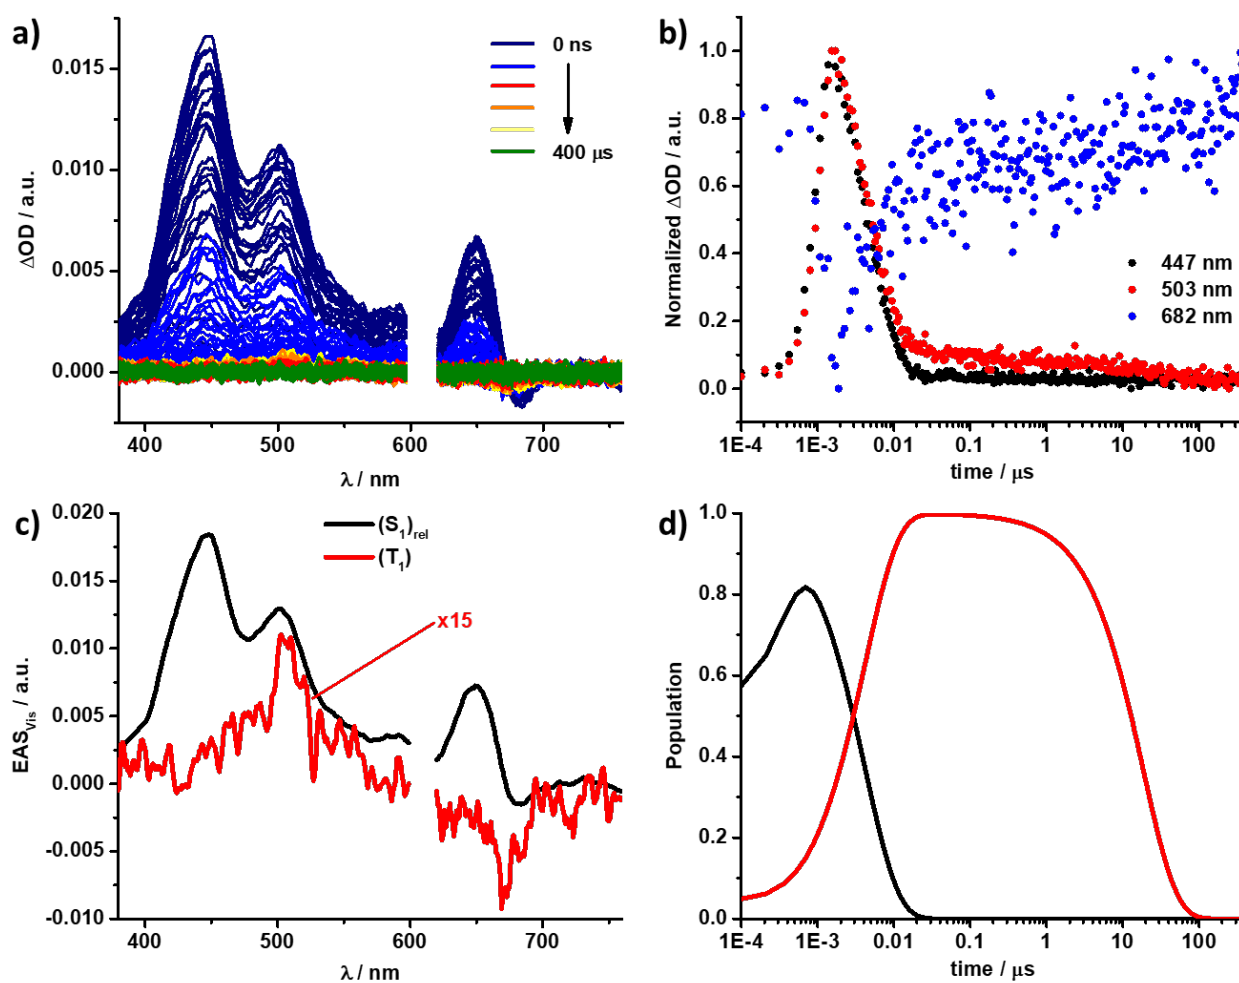 a)
0.015
0.010
0.005
0.000
ΔOD / a.u.
0 ns
400 μs
400
500
600
700
λ / nm
b)
1.0
0.8
0.6
0.4
0.2
0.0
Normalized ΔOD / a.u.
447 nm
503 nm
682 nm
1E-4
1E-3
0.01
0.1
1
10
100
time / μs
c)
0.020
0.015
0.010
0.005
0.000
-0.005
-0.010
EAS_Vis / a.u.
(S₁)rel
(T₁)
x15
400
500
600
700
λ / nm
d)
1.0
0.8
0.6
0.4
0.2
0.0
Population
1E-4
1E-3
0.01
0.1
1
10
100
time / μs